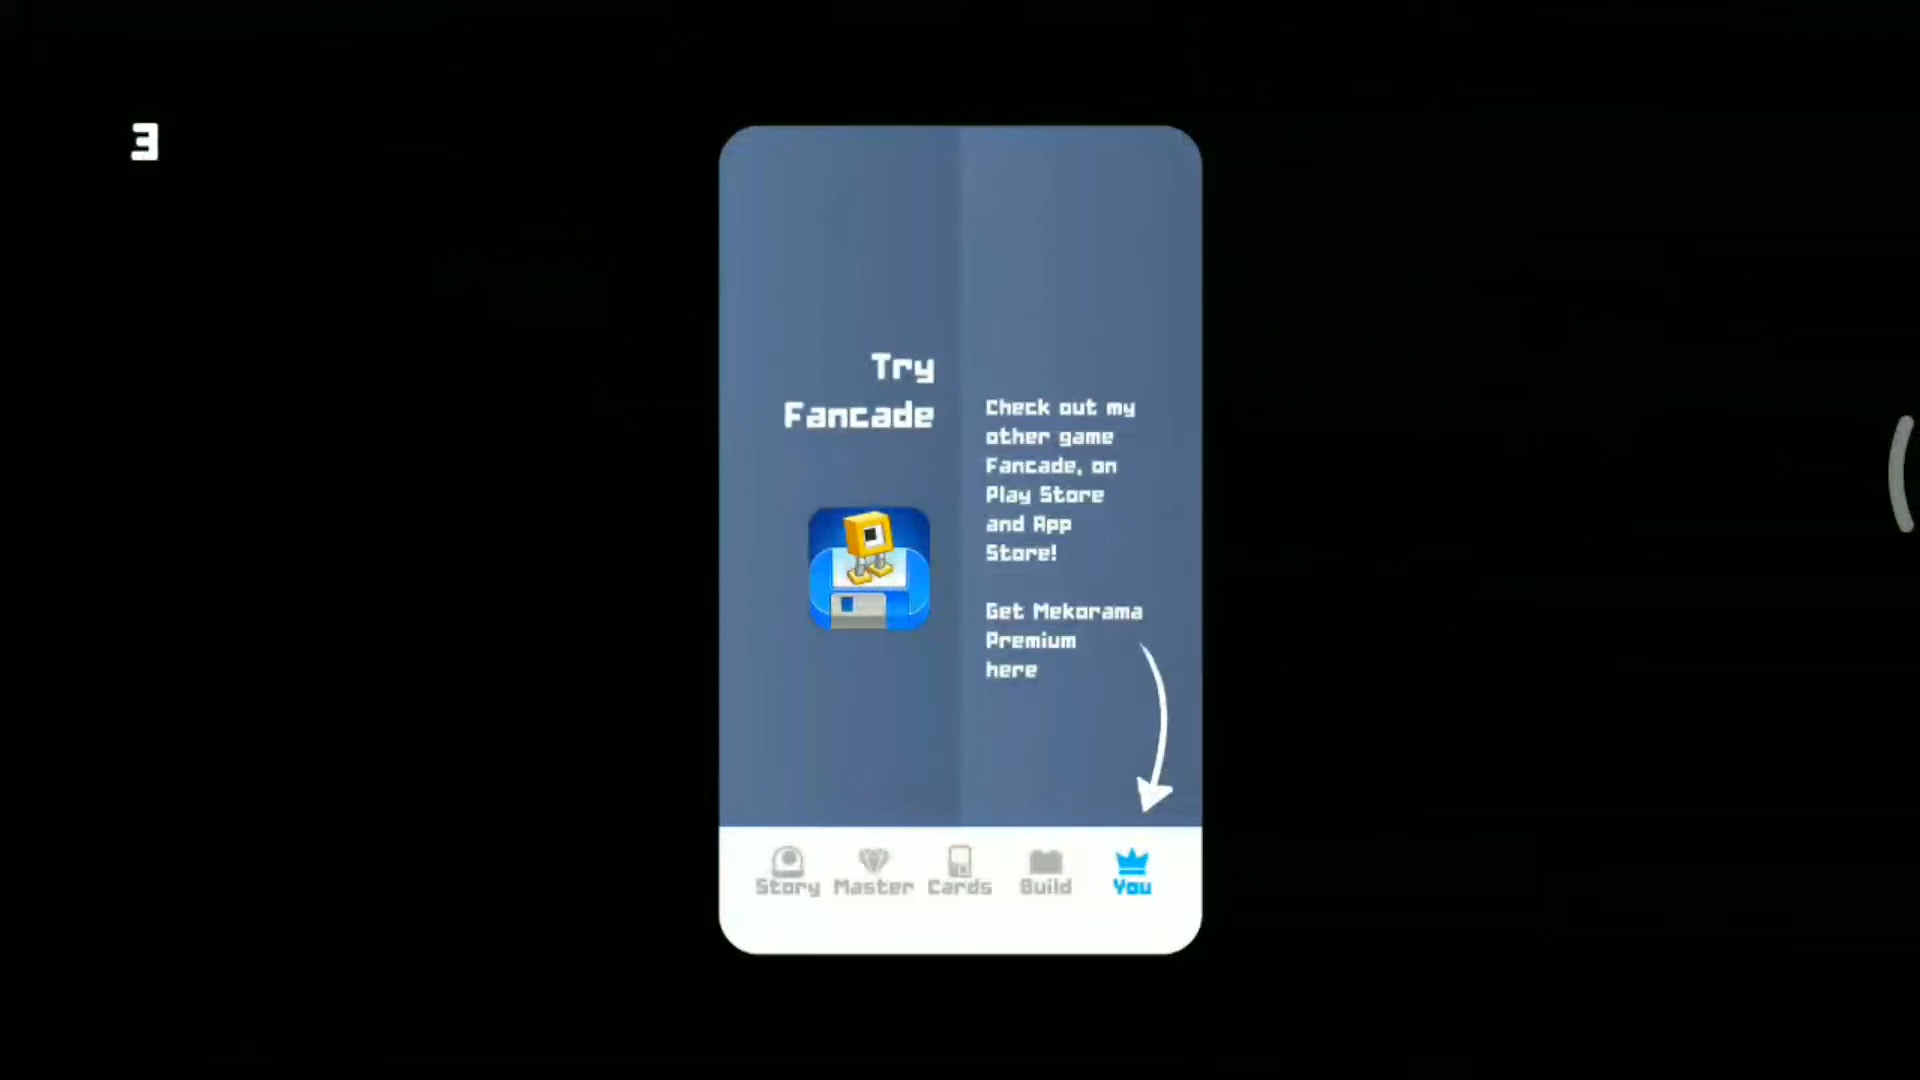 3
Try
Fancade
Check out my
other game
Fancade, on
Play Store
and App
Store!
Get Mekorama
Premium
here
Story Master Cards Build You